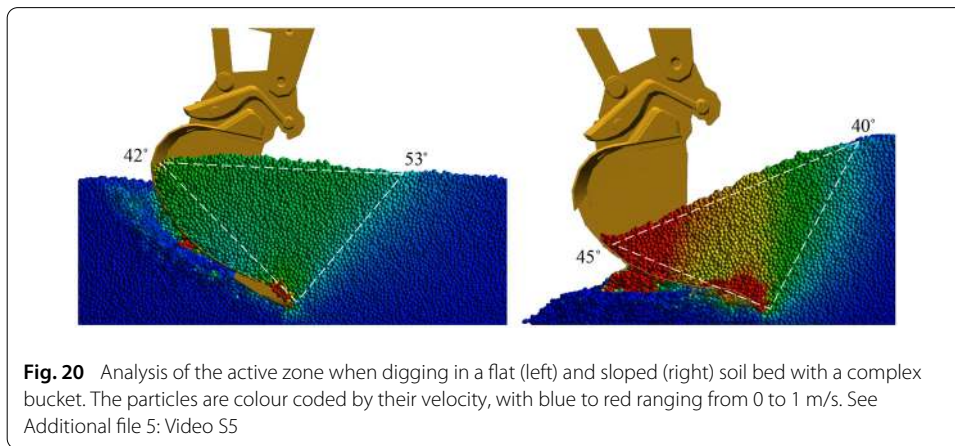 42°
53°
40°
45°
Fig. 20 Analysis of the active zone when digging in a flat (left) and sloped (right) soil bed with a complex
bucket. The particles are colour coded by their velocity, with blue to red ranging from 0 to 1 m/s. See
Additional file 5: Video S5